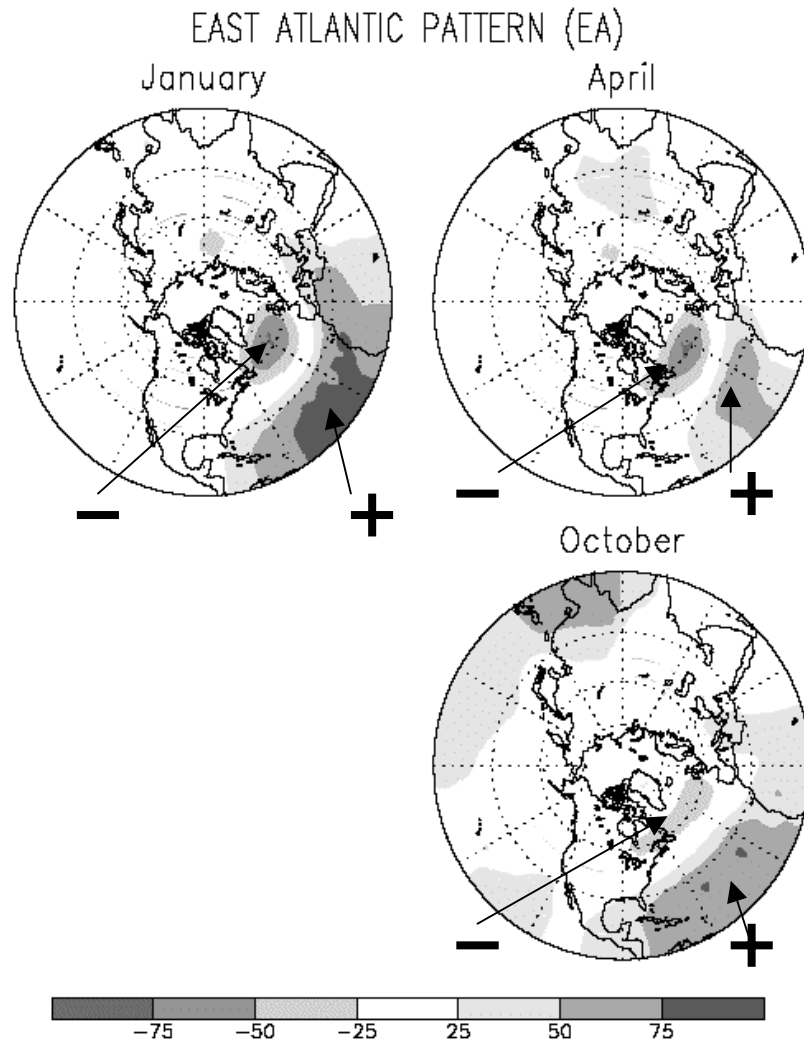 EAST ATLANTIC PATTERN (EA)
January
April
− +
− +
October
− +
−75 −50 −25 25 50 75